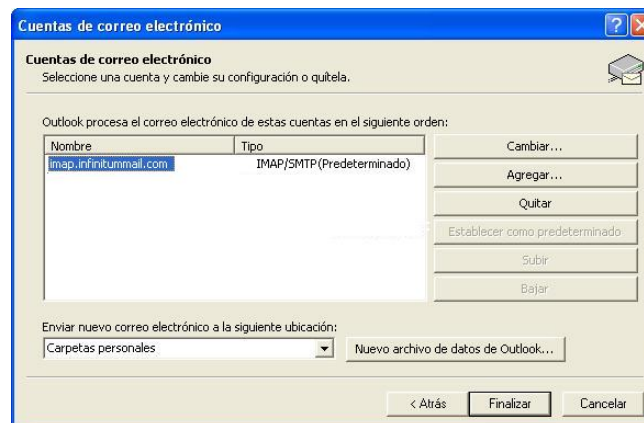 Cuentas de correo electrónico
Cuentas de correo electrónico
Seleccione una cuenta y cambie su configuración o quítela.
Outlook procesa el correo electrónico de estas cuentas en el siguiente orden:
Nombre Tipo
imap.infinitummail.com IMAP/SMTP(Predeterminado)
Cambiar...
Agregar...
Quitar
Establecer como predeterminado
Subir
Bajar
Enviar nuevo correo electrónico a la siguiente ubicación:
Carpetas personales Nuevo archivo de datos de Outlook...
< Atrás Finalizar Cancelar